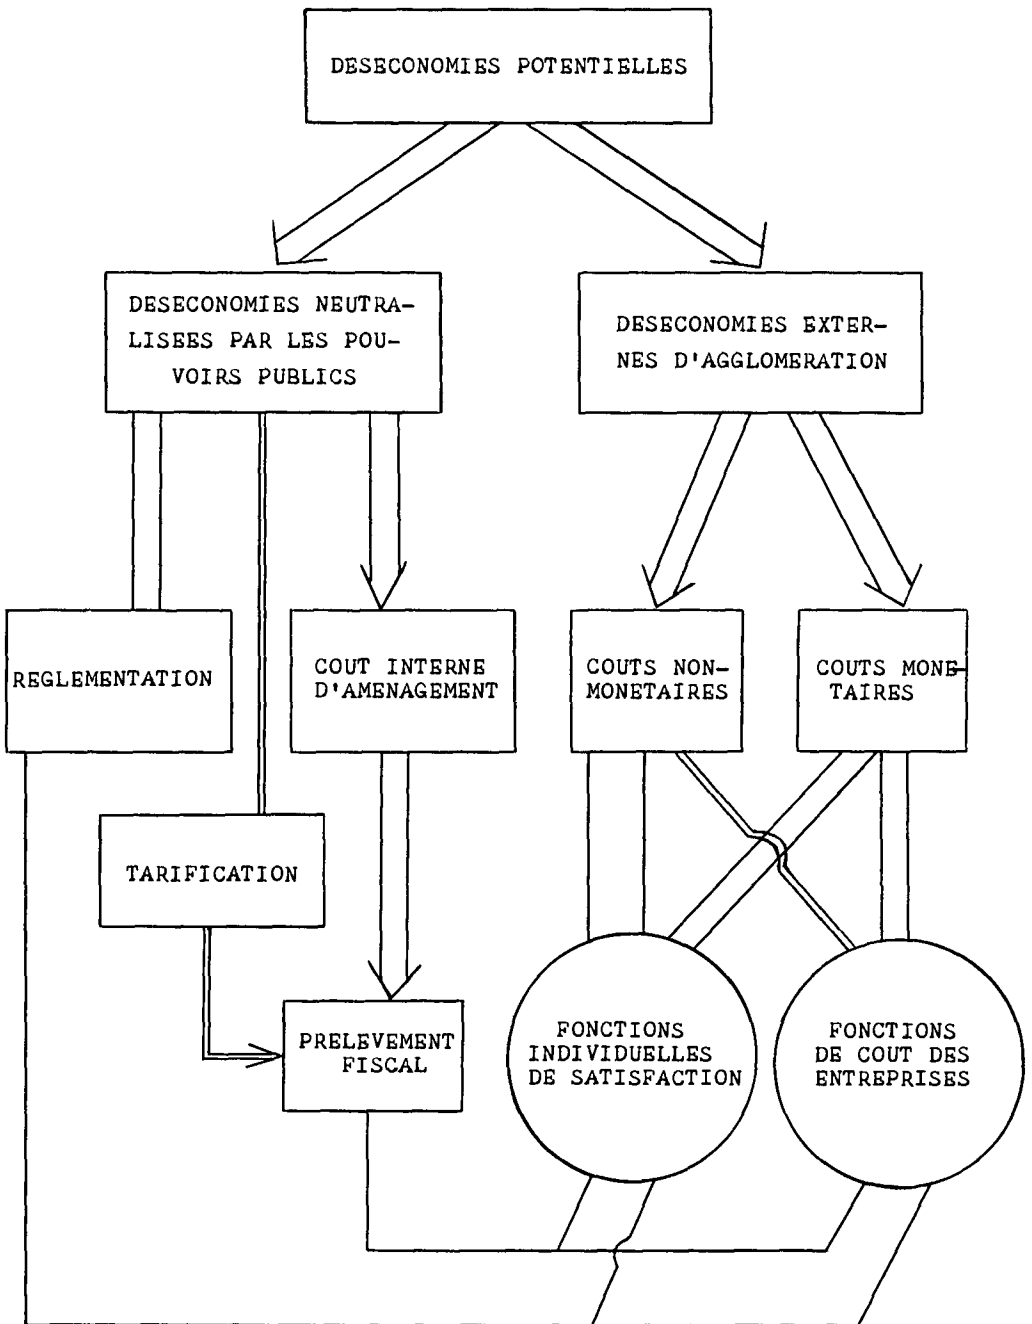 DESECONOMIES POTENTIELLES
DESECONOMIES NEUTRA-
LISEES PAR LES POU-
VOIRS PUBLICS
DESECONOMIES EXTER-
NES D'AGGLOMERATION
REGLEMENTATION
COUT INTERNE
D'AMENAGEMENT
COUTS NON-
MONETAIRES
COUTS MONE-
TAIRES
TARIFICATION
PRELEVEMENT
FISCAL
FONCTIONS
INDIVIDUELLES
DE SATISFACTION
FONCTIONS
DE COUT DES
ENTREPRISES